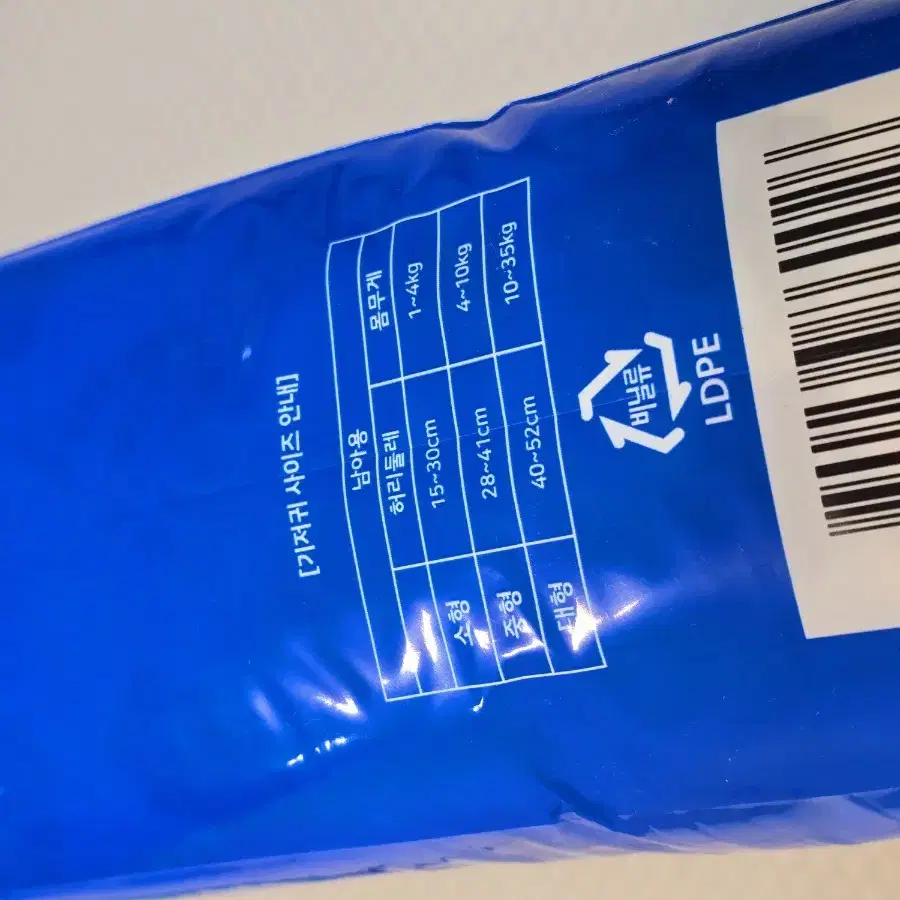 [기저귀 사이즈 안내]
남아용
허리둘레 몸무게
소형 15~30cm 1~4kg
중형 28~41cm 4~10kg
대형 40~52cm 10~35kg
비닐류
LDPE